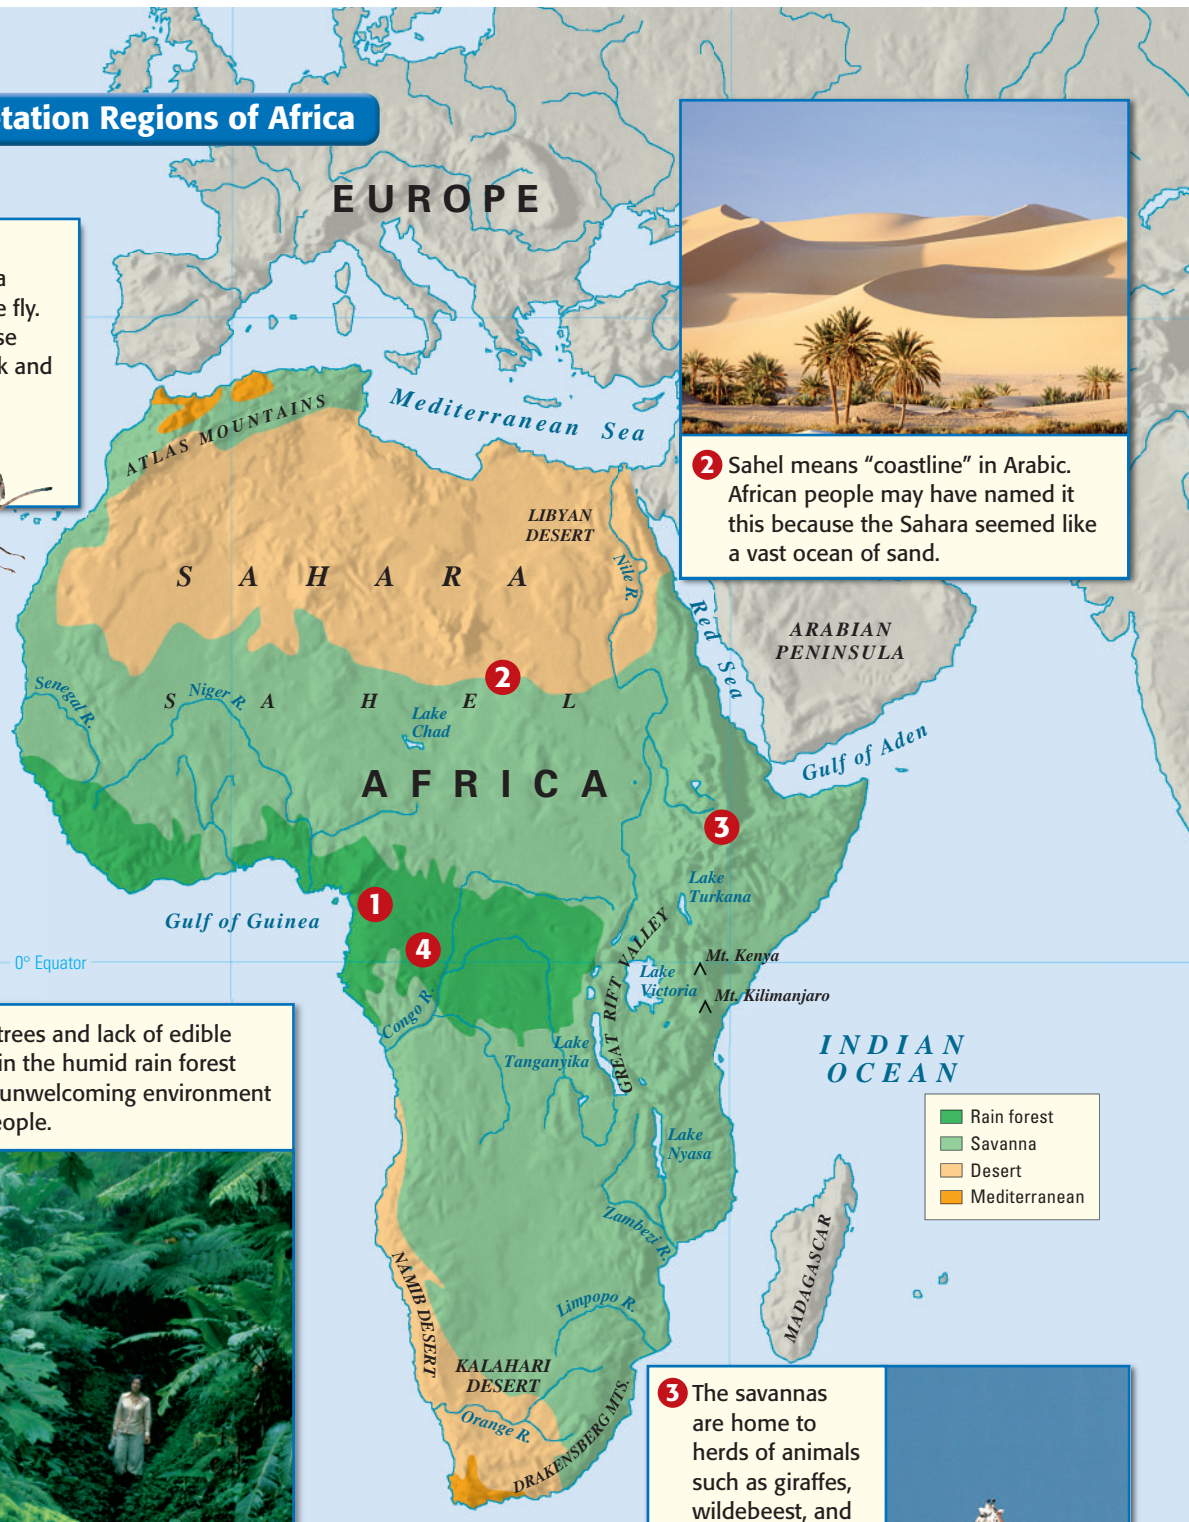 tation Regions of Africa
EUROPE
a
e fly.
se
k and
Mediterranean Sea
ATLAS MOUNTAINS
2 Sahel means “coastline” in Arabic.
African people may have named it
this because the Sahara seemed like
a vast ocean of sand.
LIBYAN
DESERT
SAHARA
Nile R.
Red Sea
ARABIAN
PENINSULA
2
Senegal R.
Niger R.
SAHEL
Lake
Chad
Gulf of Aden
AFRICA
3
Lake
Turkana
1
Gulf of Guinea
4
0° Equator
GREAT RIFT VALLEY
Mt. Kenya
Lake
Victoria
Mt. Kilimanjaro
Congo R.
trees and lack of edible
in the humid rain forest
unwelcoming environment
eople.
Lake
Tanganyika
INDIAN
OCEAN
Rain forest
Savanna
Desert
Mediterranean
Lake
Nyasa
Zambezi R.
MADAGASCAR
NAMIB DESERT
Limpopo R.
KALAHARI
DESERT
Orange R.
DRAKENSBERG MTS.
3 The savannas
are home to
herds of animals
such as giraffes,
wildebeest, and